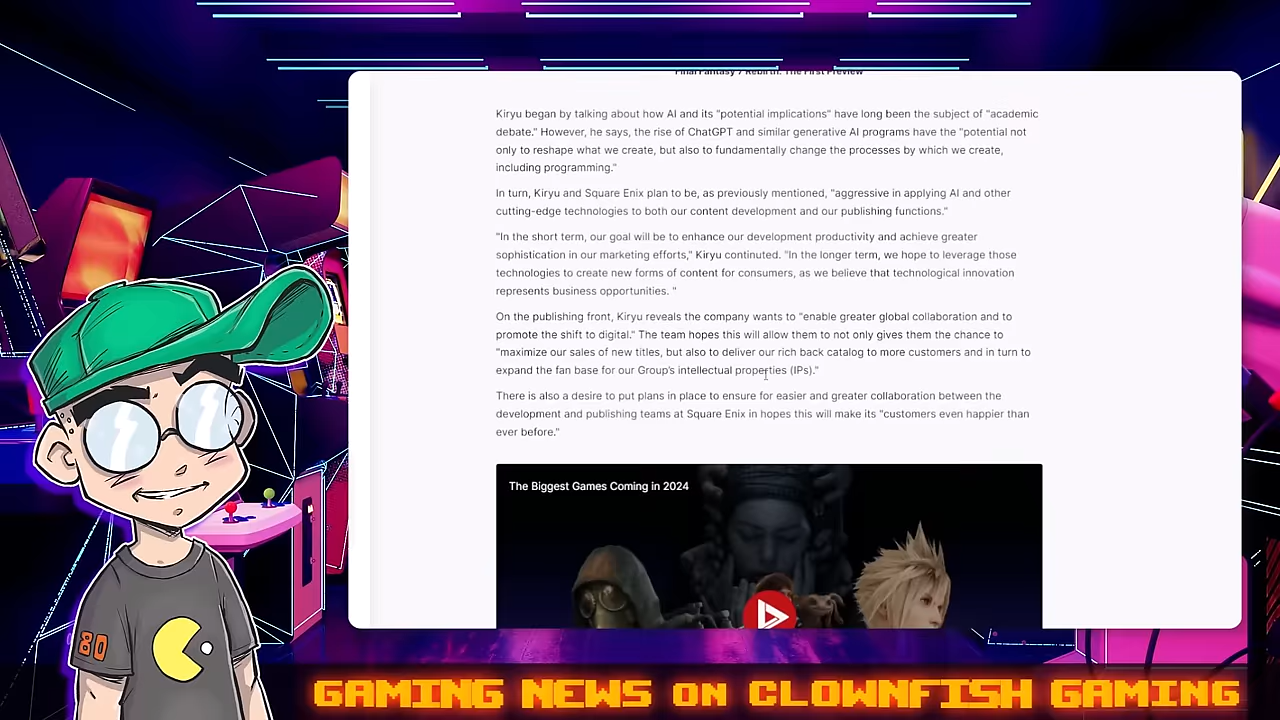 Final Fantasy 7 Rebirth: The First Preview
Kiryu began by talking about how AI and its "potential implications" have long been the subject of "academic
debate." However, he says, the rise of ChatGPT and similar generative AI programs have the "potential not
only to reshape what we create, but also to fundamentally change the processes by which we create,
including programming."
In turn, Kiryu and Square Enix plan to be, as previously mentioned, "aggressive in applying AI and other
cutting-edge technologies to both our content development and our publishing functions."
"In the short term, our goal will be to enhance our development productivity and achieve greater
sophistication in our marketing efforts," Kiryu continuted. "In the longer term, we hope to leverage those
technologies to create new forms of content for consumers, as we believe that technological innovation
represents business opportunities. "
On the publishing front, Kiryu reveals the company wants to "enable greater global collaboration and to
promote the shift to digital." The team hopes this will allow them to not only gives them the chance to
"maximize our sales of new titles, but also to deliver our rich back catalog to more customers and in turn to
expand the fan base for our Group's intellectual properties (IPs)."
There is also a desire to put plans in place to ensure for easier and greater collaboration between the
development and publishing teams at Square Enix in hopes this will make its "customers even happier than
ever before."
The Biggest Games Coming in 2024
80
GAMING NEWS ON CLOWNFISH GAMING